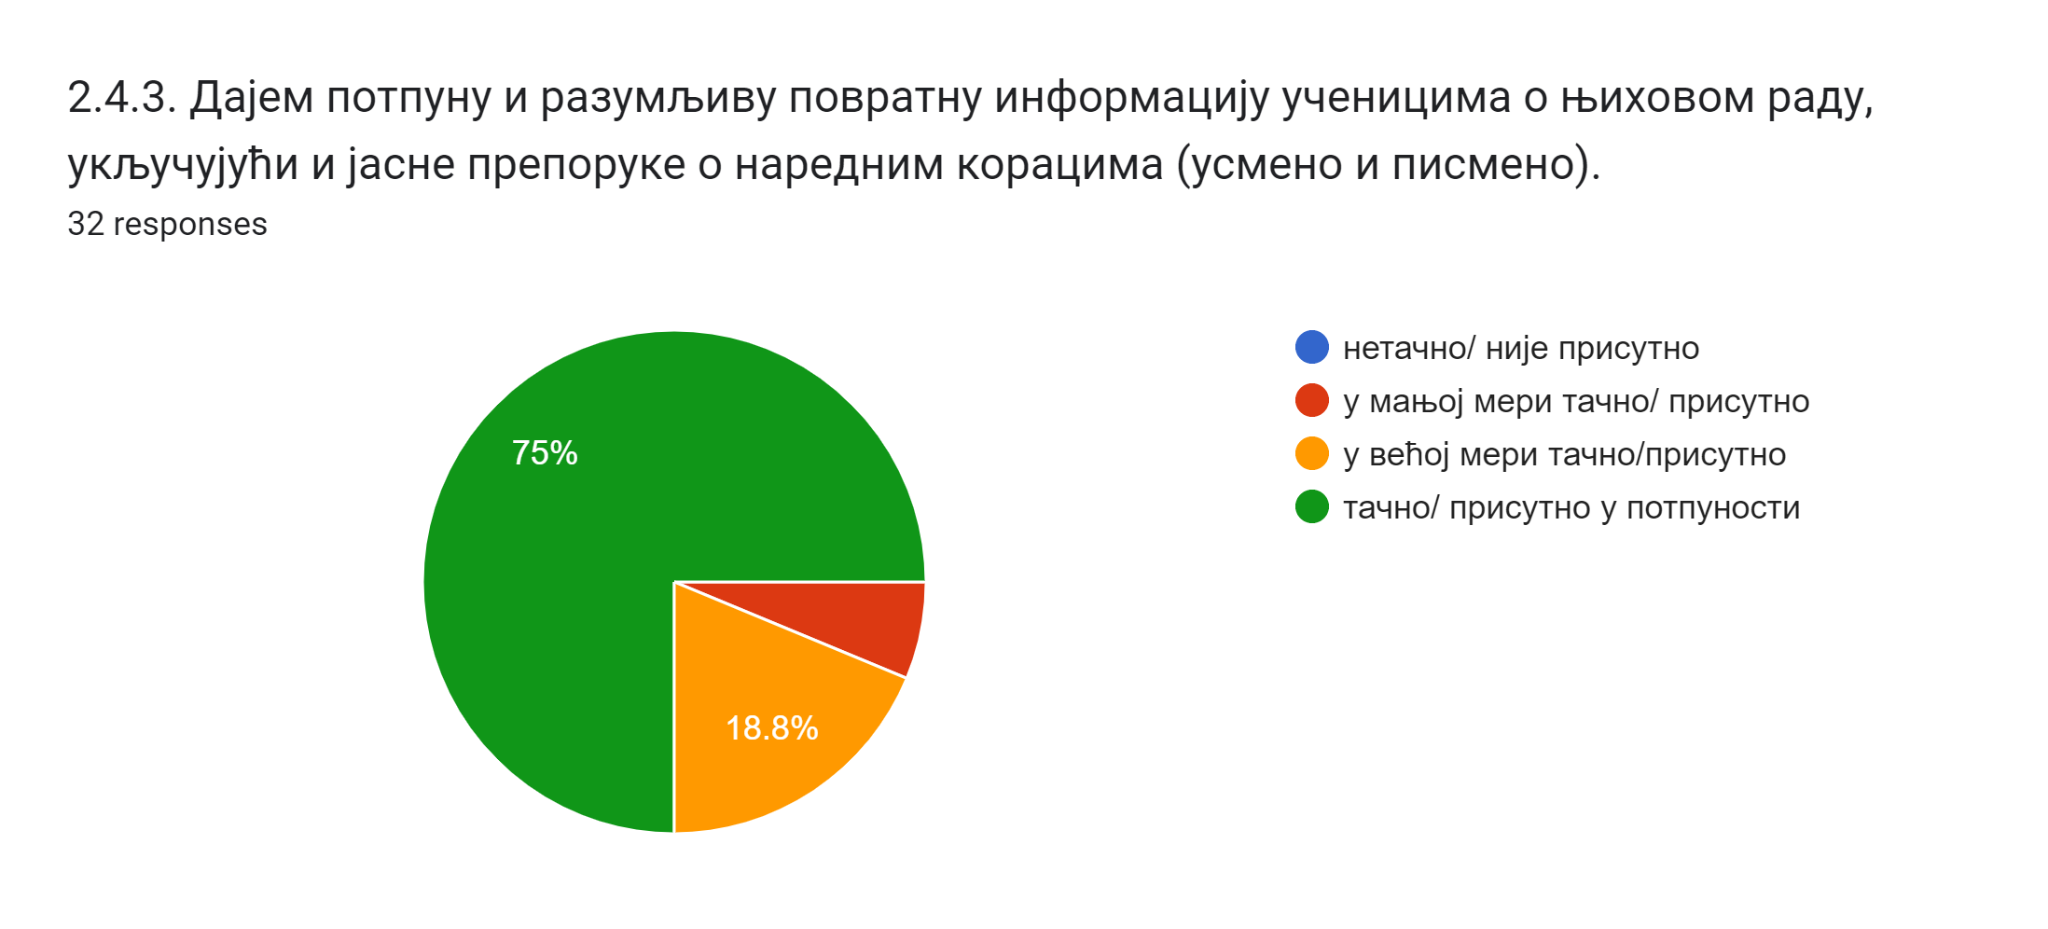 2.4.3. Дајем потпуну и разумљиву повратну информацију ученицима о њиховом раду,
укључујући и јасне препоруке о наредним корацима (усмено и писмено).
32 responses
нетачно/ није присутно
у мањој мери тачно/ присутно
у већој мери тачно/присутно
тачно/ присутно у потпуности
75%
18.8%